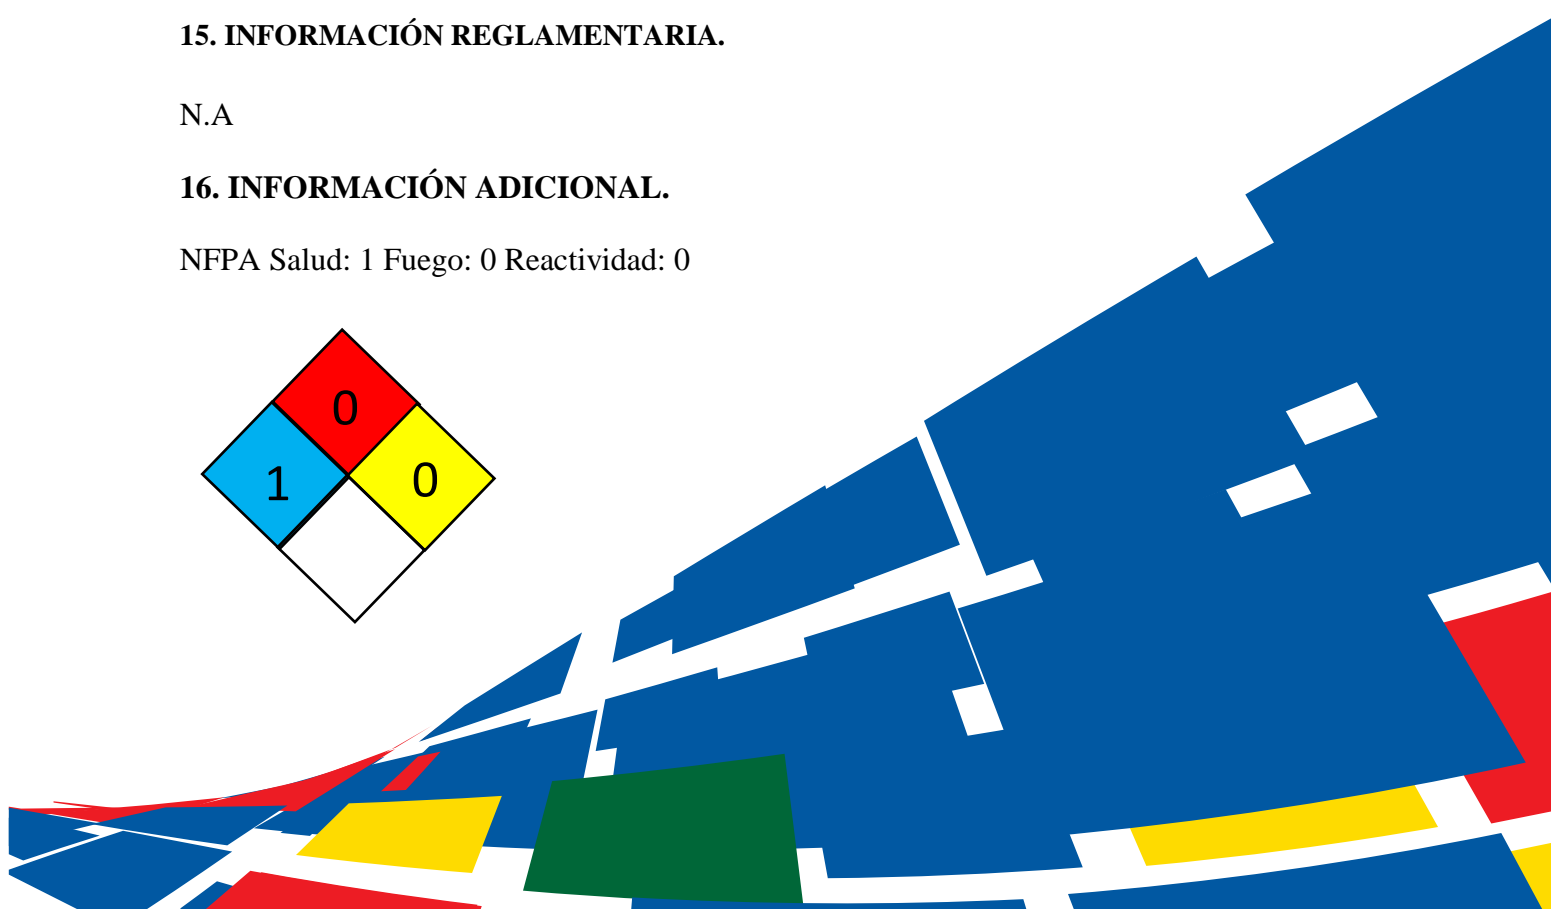 15. INFORMACIÓN REGLAMENTARIA.
N.A
16. INFORMACIÓN ADICIONAL.
NFPA Salud: 1 Fuego: 0 Reactividad: 0
0
1 0